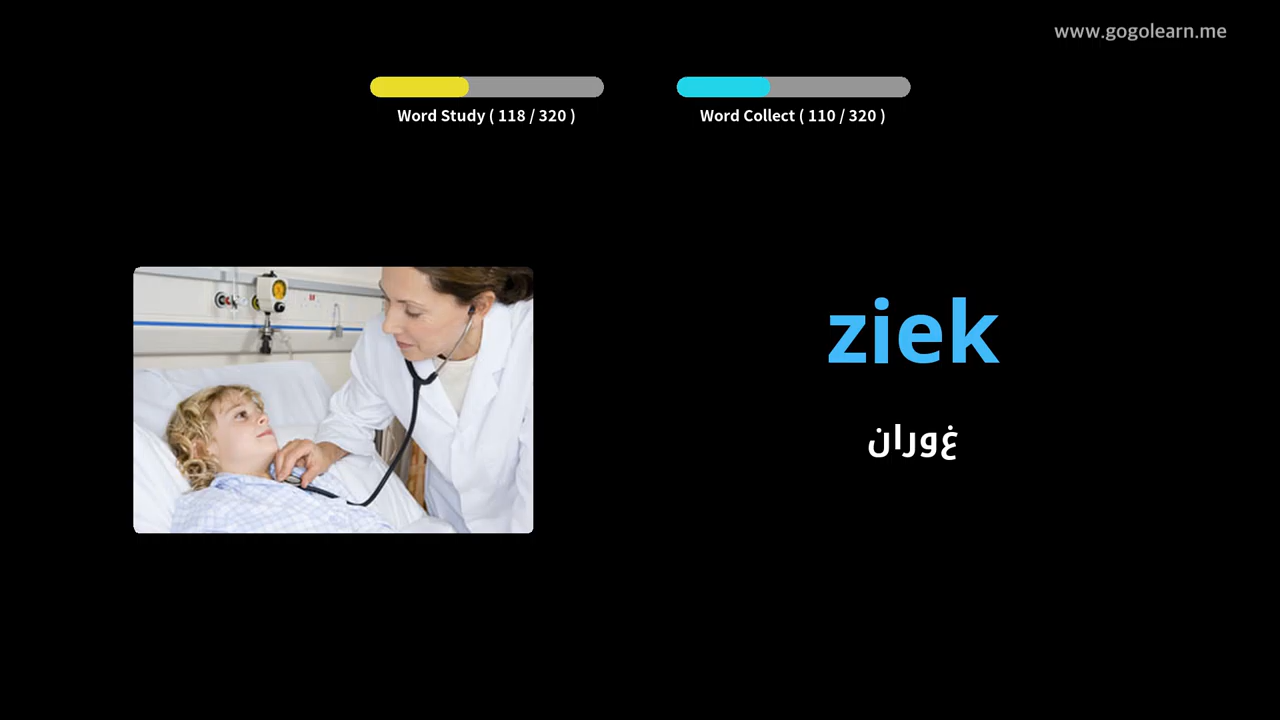 www.gogolearn.me
Word Study ( 118 / 320 )
Word Collect ( 110 / 320 )
ziek
غوران